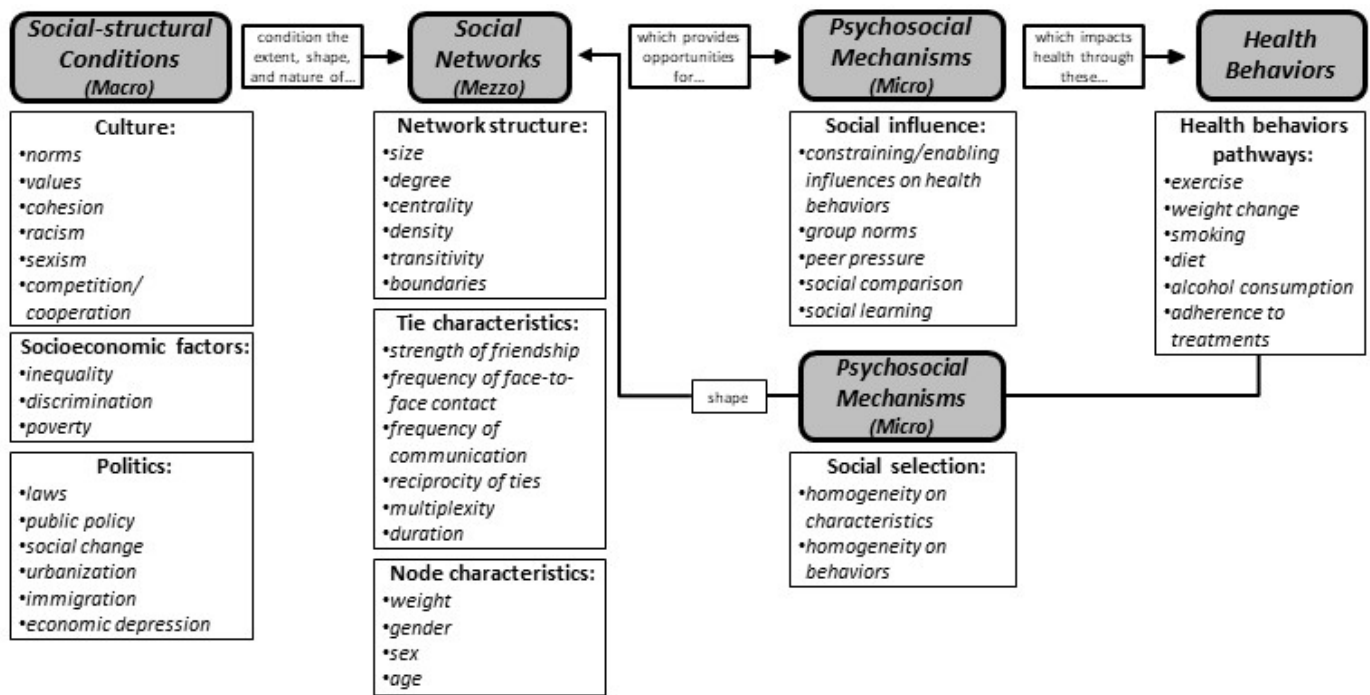 Social-structural
Conditions
(Macro)
condition the
extent, shape,
and nature of...
Social
Networks
(Mezzo)
which provides
opportunities
for...
Psychosocial
Mechanisms
(Micro)
which impacts
health through
these...
Health
Behaviors
Culture:
•norms
•values
•cohesion
•racism
•sexism
•competition/
cooperation
Socioeconomic factors:
•inequality
•discrimination
•poverty
Politics:
•laws
•public policy
•social change
•urbanization
•immigration
•economic depression
Network structure:
•size
•degree
•centrality
•density
•transitivity
•boundaries
Tie characteristics:
•strength of friendship
•frequency of face-to-
face contact
•frequency of
communication
•reciprocity of ties
•multiplexity
•duration
Node characteristics:
•weight
•gender
•sex
•age
Social influence:
•constraining/enabling
influences on health
behaviors
•group norms
•peer pressure
•social comparison
•social learning
Health behaviors
pathways:
•exercise
•weight change
•smoking
•diet
•alcohol consumption
•adherence to
treatments
shape
Psychosocial
Mechanisms
(Micro)
Social selection:
•homogeneity on
characteristics
•homogeneity on
behaviors